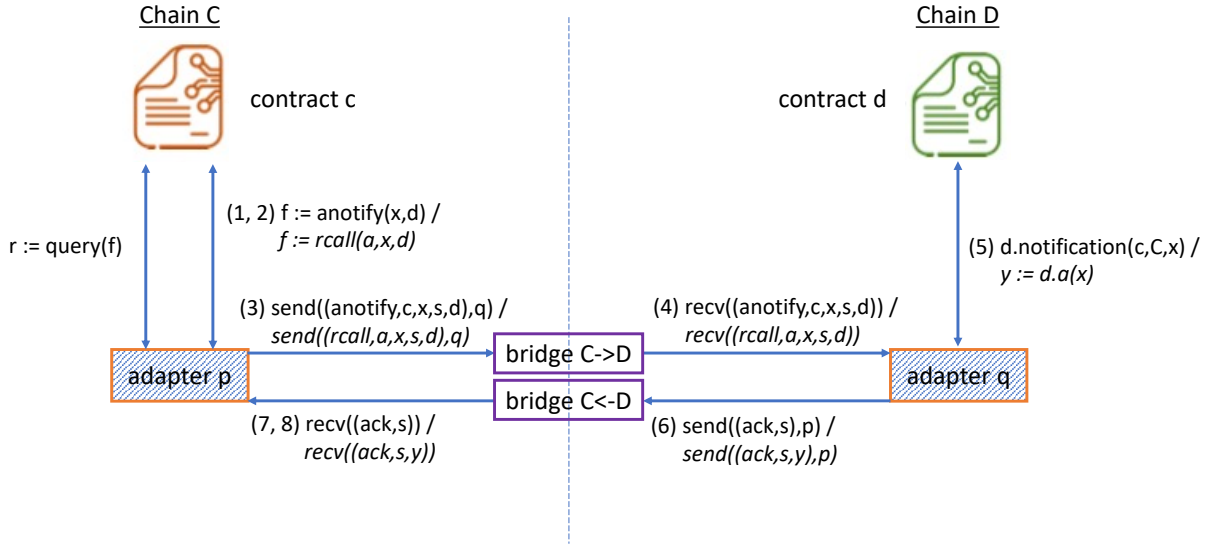 Chain C
Chain D
contract c
contract d
(1, 2) f := anotify(x,d) /
f := rcall(a,x,d)
r := query(f)
(5) d.notification(c,C,x) /
y := d.a(x)
(3) send((anotify,c,x,s,d),q) /
send((rcall,a,x,s,d),q)
(4) recv((anotify,c,x,s,d)) /
recv((rcall,a,x,s,d))
bridge C->D
adapter p
adapter q
bridge C<-D
(7, 8) recv((ack,s)) /
recv((ack,s,y))
(6) send((ack,s),p) /
send((ack,s,y),p)